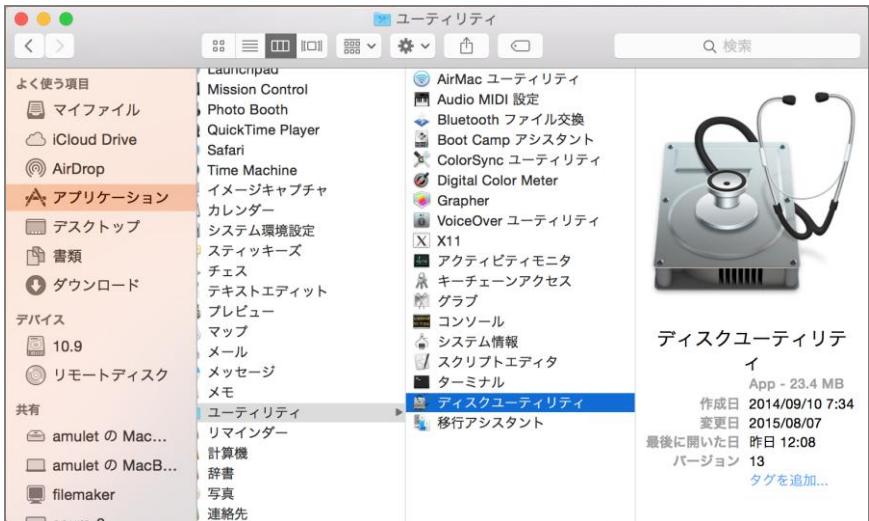 ユーティリティ
検索
よく使う項目
マイファイル
iCloud Drive
AirDrop
アプリケーション
デスクトップ
書類
ダウンロード
デバイス
10.9
リモートディスク
共有
amulet の Mac...
amulet の MacB...
filemaker
Launchpad
Mission Control
Photo Booth
QuickTime Player
Safari
Time Machine
イメージキャプチャ
カレンダー
システム環境設定
スティッキーズ
チェス
テキストエディット
プレビュー
マップ
メール
メッセージ
メモ
ユーティリティ
リマインダー
計算機
辞書
写真
連絡先
AirMac ユーティリティ
Audio MIDI 設定
Bluetooth ファイル交換
Boot Camp アシスタント
ColorSync ユーティリティ
Digital Color Meter
Grapher
VoiceOver ユーティリティ
X11
アクティビティモニタ
キーチェーンアクセス
グラブ
コンソール
システム情報
スクリプトエディタ
ターミナル
ディスクユーティリティ
移行アシスタント
ディスクユーティリテ
ィ
App - 23.4 MB
作成日 2014/09/10 7:34
変更日 2015/08/07
最後に開いた日 昨日 12:08
バージョン 13
タグを追加...